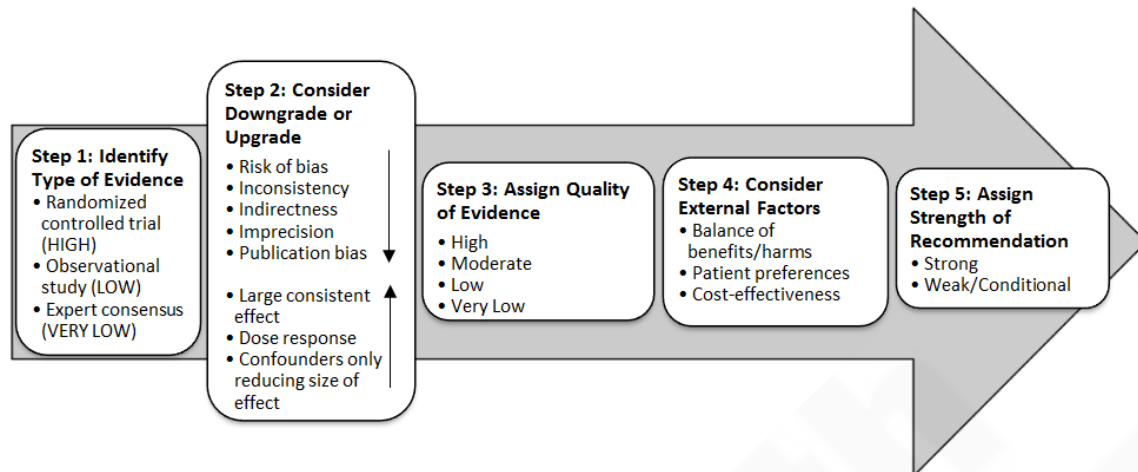 Step 1: Identify
Type of Evidence
• Randomized
controlled trial
(HIGH)
• Observational
study (LOW)
• Expert consensus
(VERY LOW)
Step 2: Consider
Downgrade or
Upgrade
• Risk of bias
• Inconsistency
• Indirectness
• Imprecision
• Publication bias
• Large consistent
effect
• Dose response
• Confounders only
reducing size of
effect
Step 3: Assign Quality
of Evidence
• High
• Moderate
• Low
• Very Low
Step 4: Consider
External Factors
• Balance of
benefits/harms
• Patient preferences
• Cost-effectiveness
Step 5: Assign
Strength of
Recommendation
• Strong
• Weak/Conditional